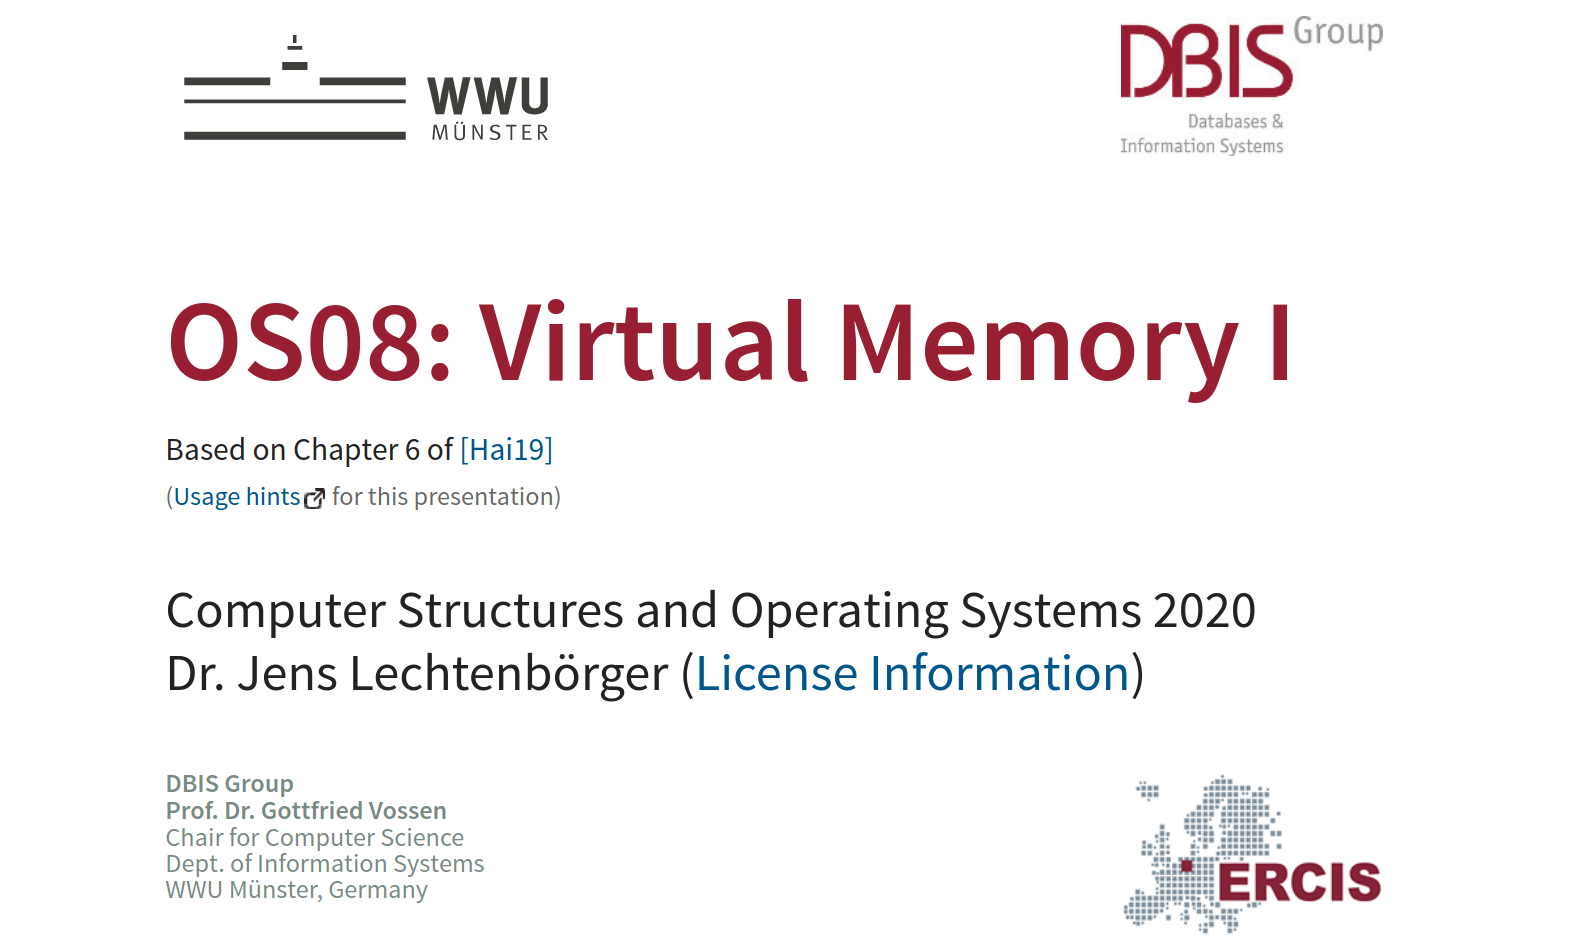 WWU
MÜNSTER
DBIS Group
Databases &
Information Systems
OS08: Virtual Memory I
Based on Chapter 6 of [Hai19]
(Usage hints for this presentation)
Computer Structures and Operating Systems 2020
Dr. Jens Lechtenbörger (License Information)
DBIS Group
Prof. Dr. Gottfried Vossen
Chair for Computer Science
Dept. of Information Systems
WWU Münster, Germany
ERCIS